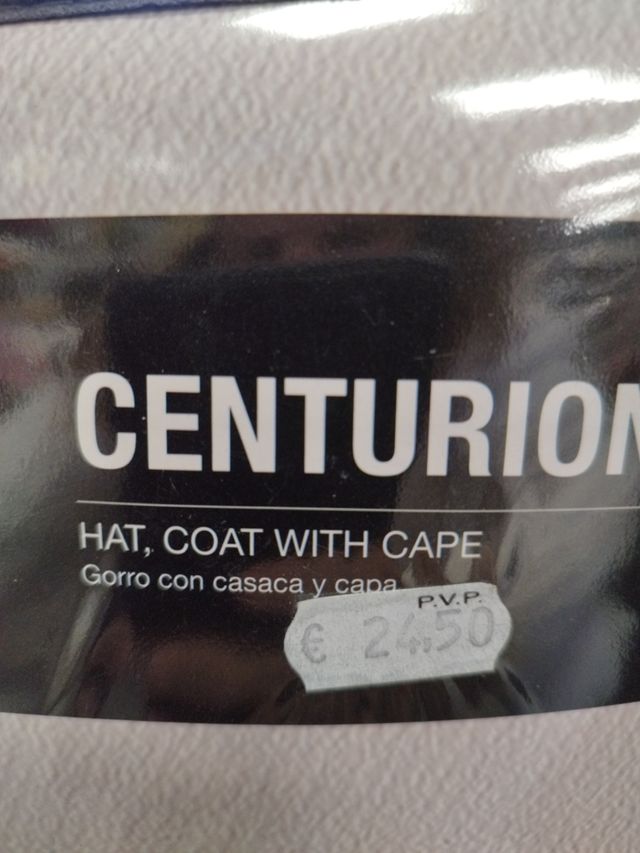 CENTURION
HAT, COAT WITH CAPE
Gorro con casaca y capa
P.V.P.
€ 24,50